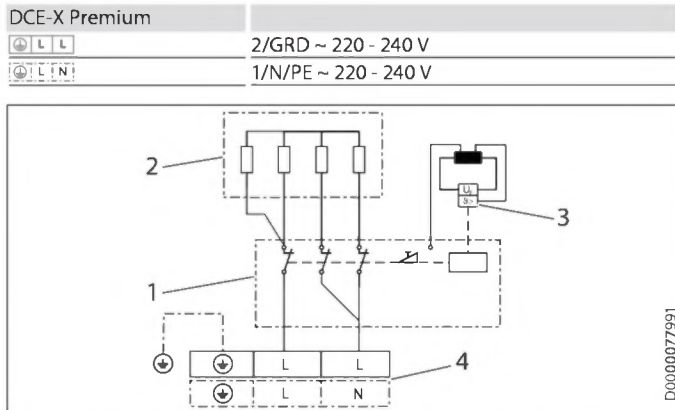 DCE-X Premium
L L
2/GRD ~ 220 - 240 V
L N
1/N/PE ~ 220 - 240 V
2
3
1
4
L L
L N
D0000077991